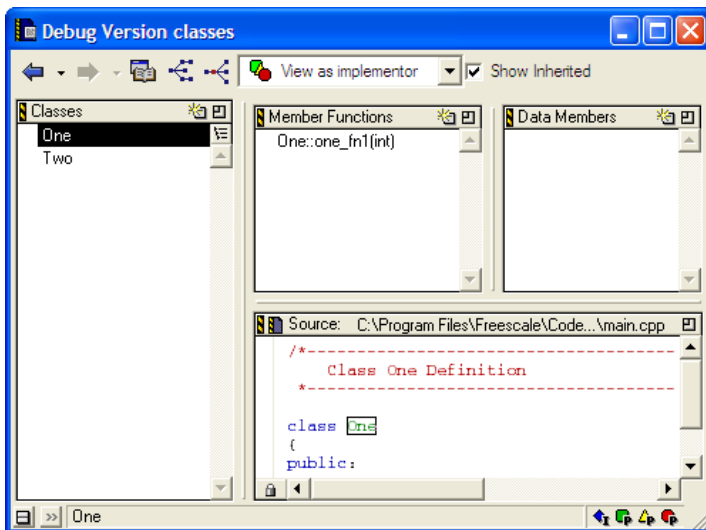 Debug Version classes
View as implementor
Show Inherited
Classes
One
Two
Member Functions
One::one_fn1(int)
Data Members
Source: C:\Program Files\Freescale\Code...\main.cpp
/*-------------------------------------
Class One Definition
*-------------------------------------
class One
{
public:
One